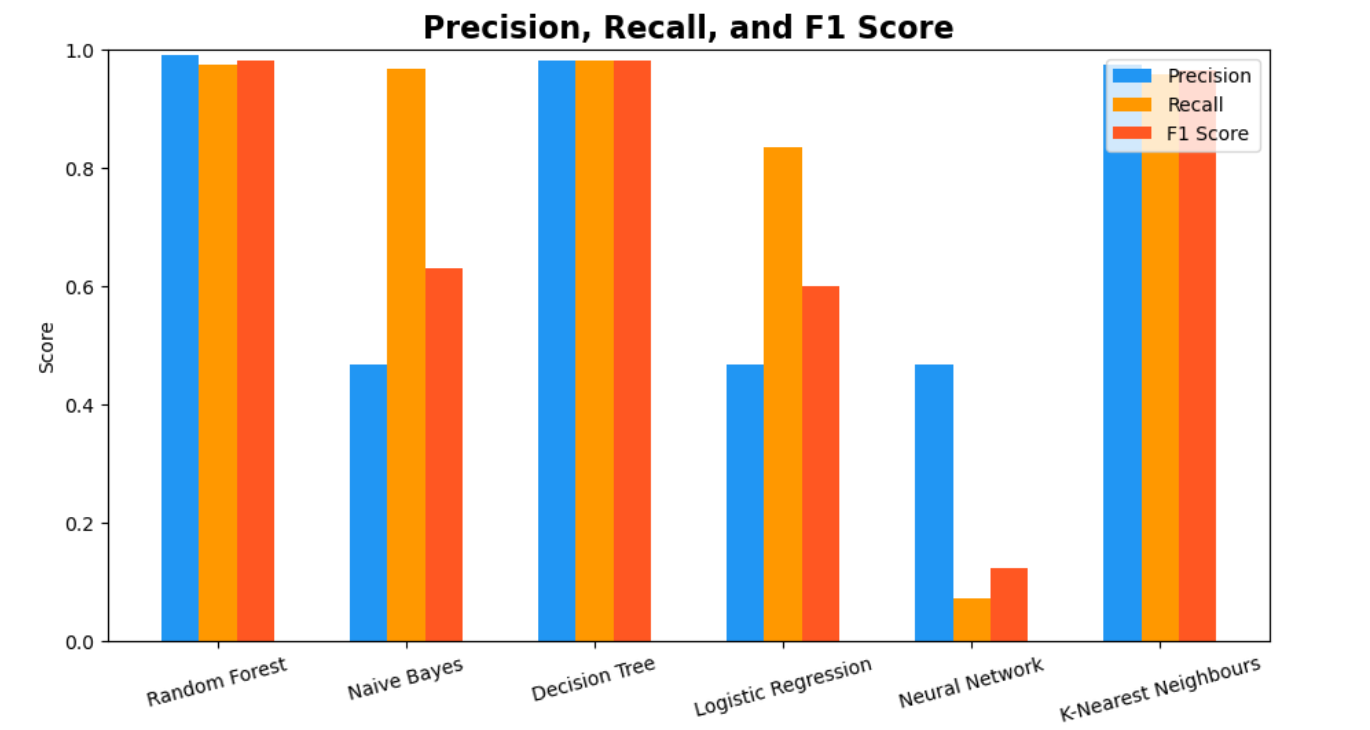 Precision, Recall, and F1 Score
1.0
0.8
0.6
0.4
0.2
0.0
Score
Precision
Recall
F1 Score
Random Forest
Naive Bayes
Decision Tree
Logistic Regression
Neural Network
K-Nearest Neighbours